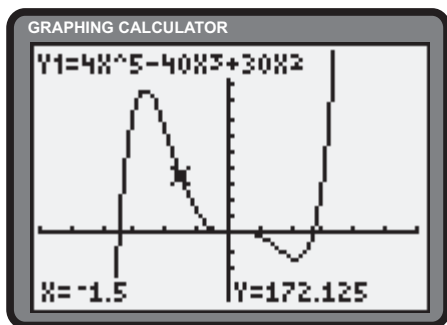 GRAPHING CALCULATOR
Y1=4X^5-40X³+30X²
X=⁻1.5 Y=172.125